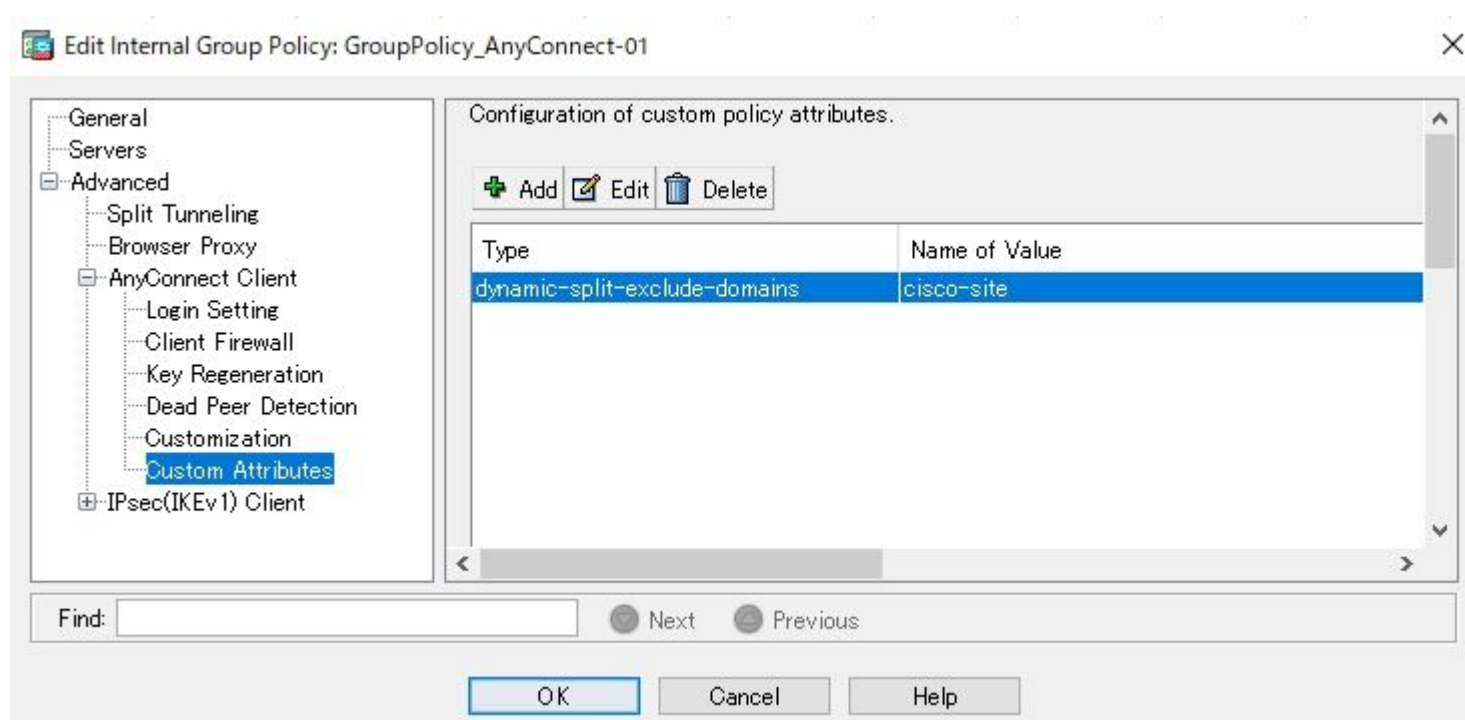 Edit Internal Group Policy: GroupPolicy_AnyConnect-01
General
Servers
Advanced
Split Tunneling
Browser Proxy
AnyConnect Client
Login Setting
Client Firewall
Key Regeneration
Dead Peer Detection
Customization
Custom Attributes
IPsec(IKEv1) Client
Configuration of custom policy attributes.
Add Edit Delete
Type Name of Value
dynamic-split-exclude-domains cisco-site
Find: Next Previous
OK Cancel Help